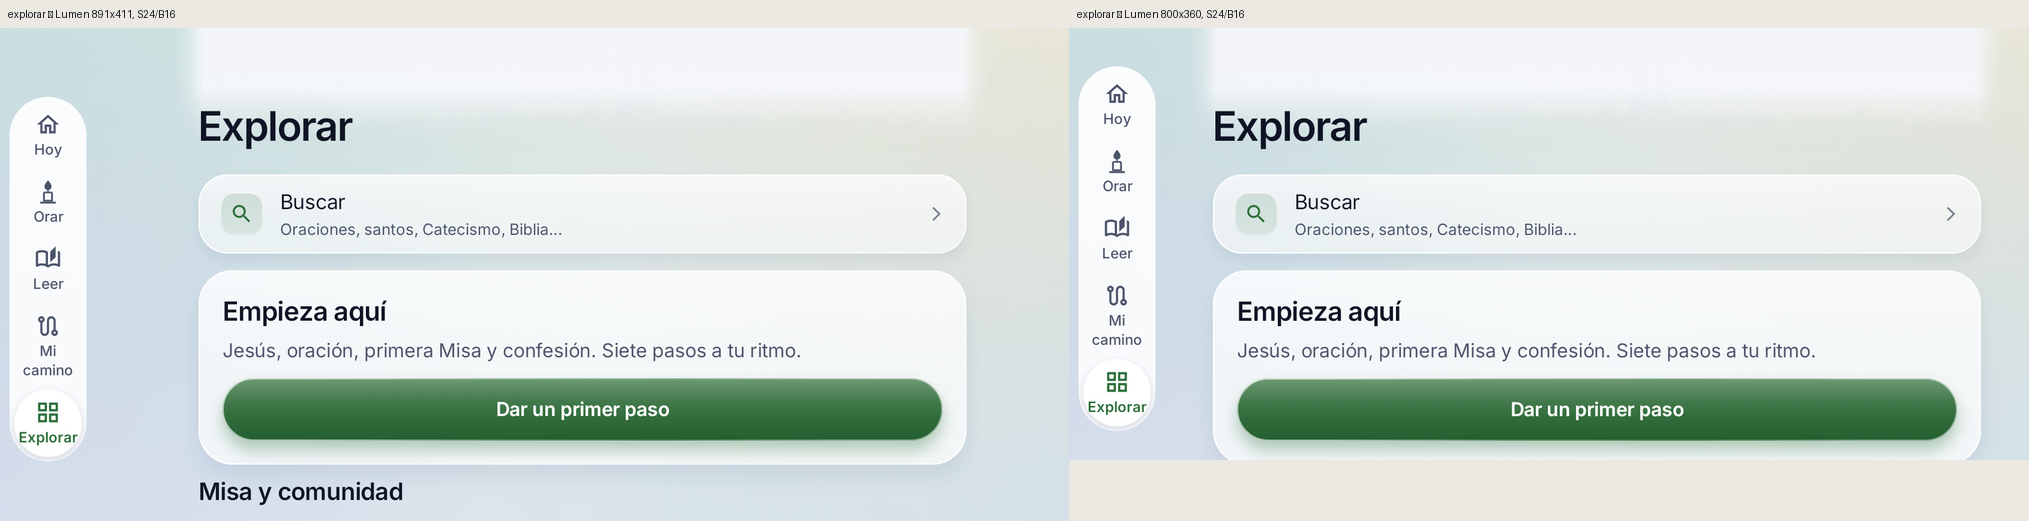 explorar Lumen 891x411, S24/B16
Explorar
Hoy
Orar
Leer
Mi
camino
Explorar
Buscar
Oraciones, santos, Catecismo, Biblia...
Empieza aquí
Jesús, oración, primera Misa y confesión. Siete pasos a tu ritmo.
Dar un primer paso
Misa y comunidad
explorar Lumen 800x360, S24/B16
Explorar
Hoy
Orar
Leer
Mi
camino
Explorar
Buscar
Oraciones, santos, Catecismo, Biblia...
Empieza aquí
Jesús, oración, primera Misa y confesión. Siete pasos a tu ritmo.
Dar un primer paso